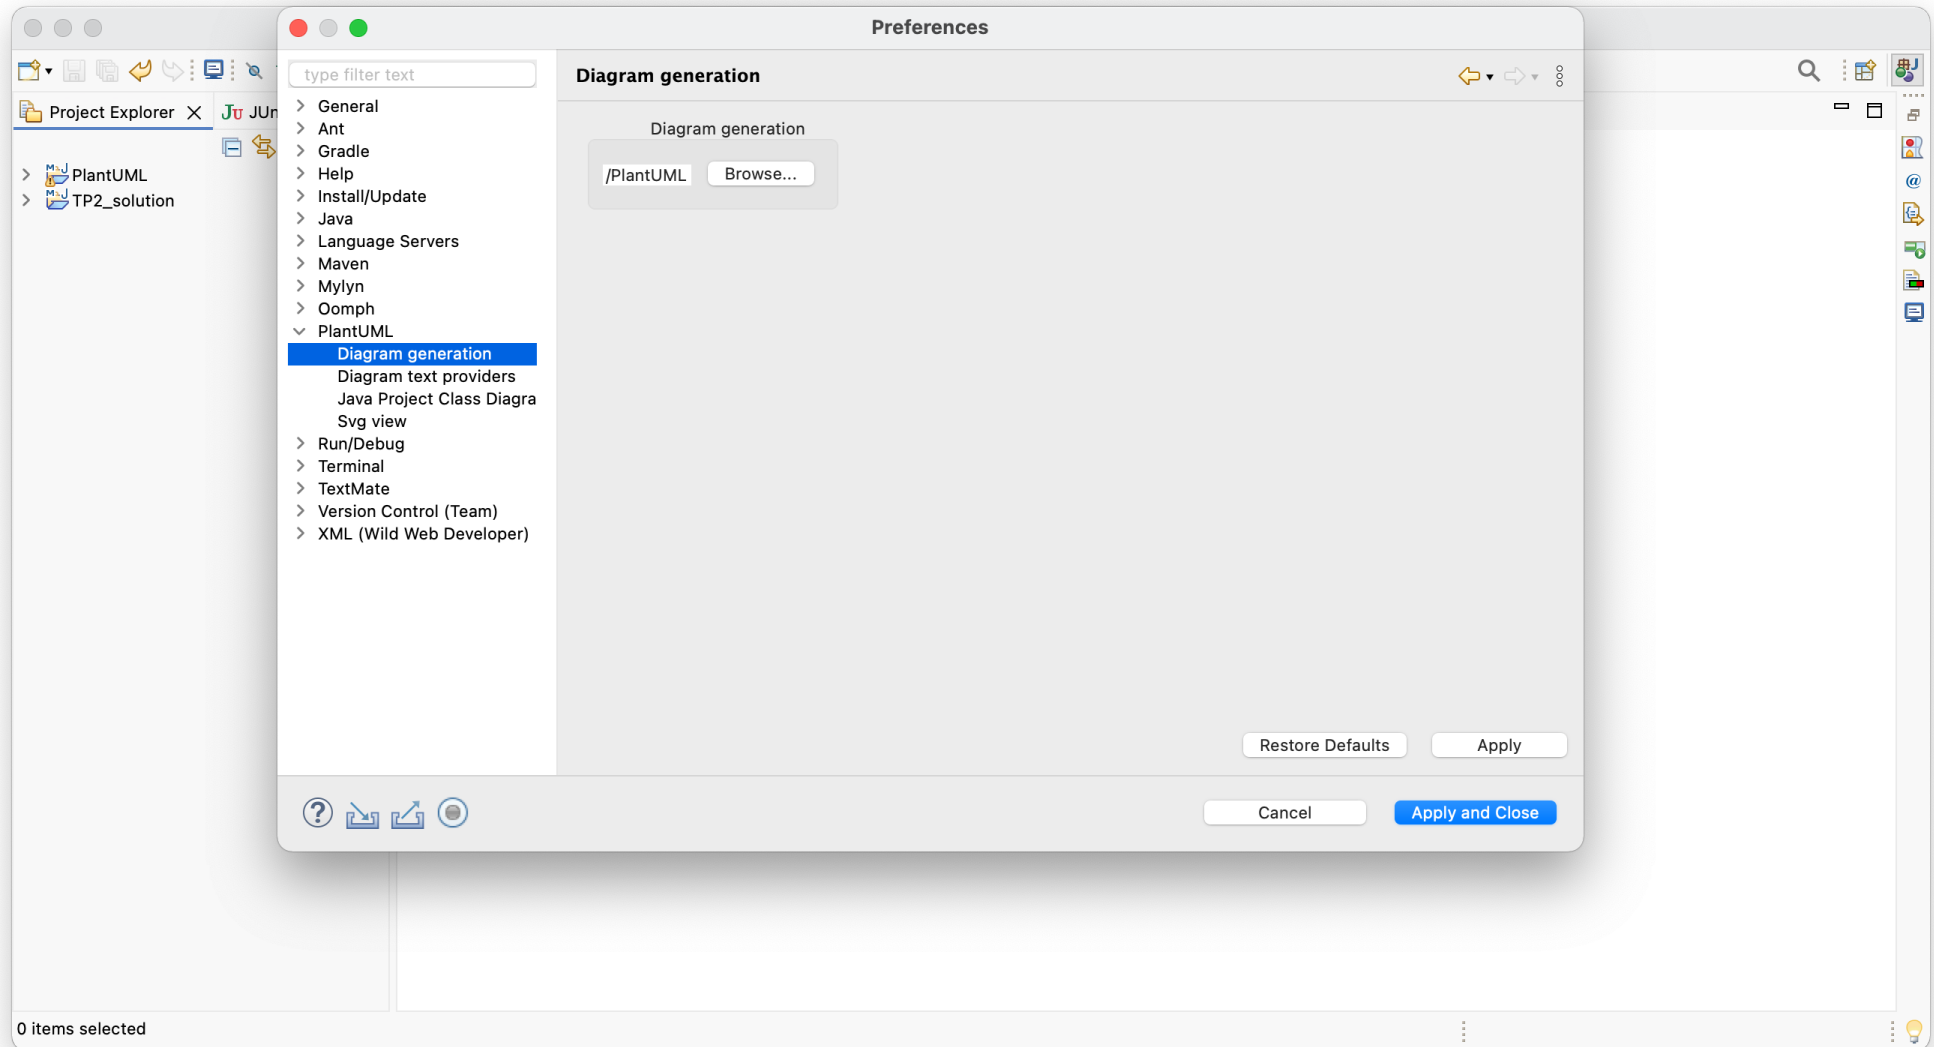 Preferences
type filter text
Diagram generation
Project Explorer
JUn
General
Ant
Gradle
Help
Install/Update
Java
Language Servers
Maven
Mylyn
Oomph
PlantUML
Diagram generation
Diagram text providers
Java Project Class Diagra
Svg view
Run/Debug
Terminal
TextMate
Version Control (Team)
XML (Wild Web Developer)
Diagram generation
/PlantUML
Browse...
PlantUML
TP2_solution
Restore Defaults
Apply
Cancel
Apply and Close
0 items selected